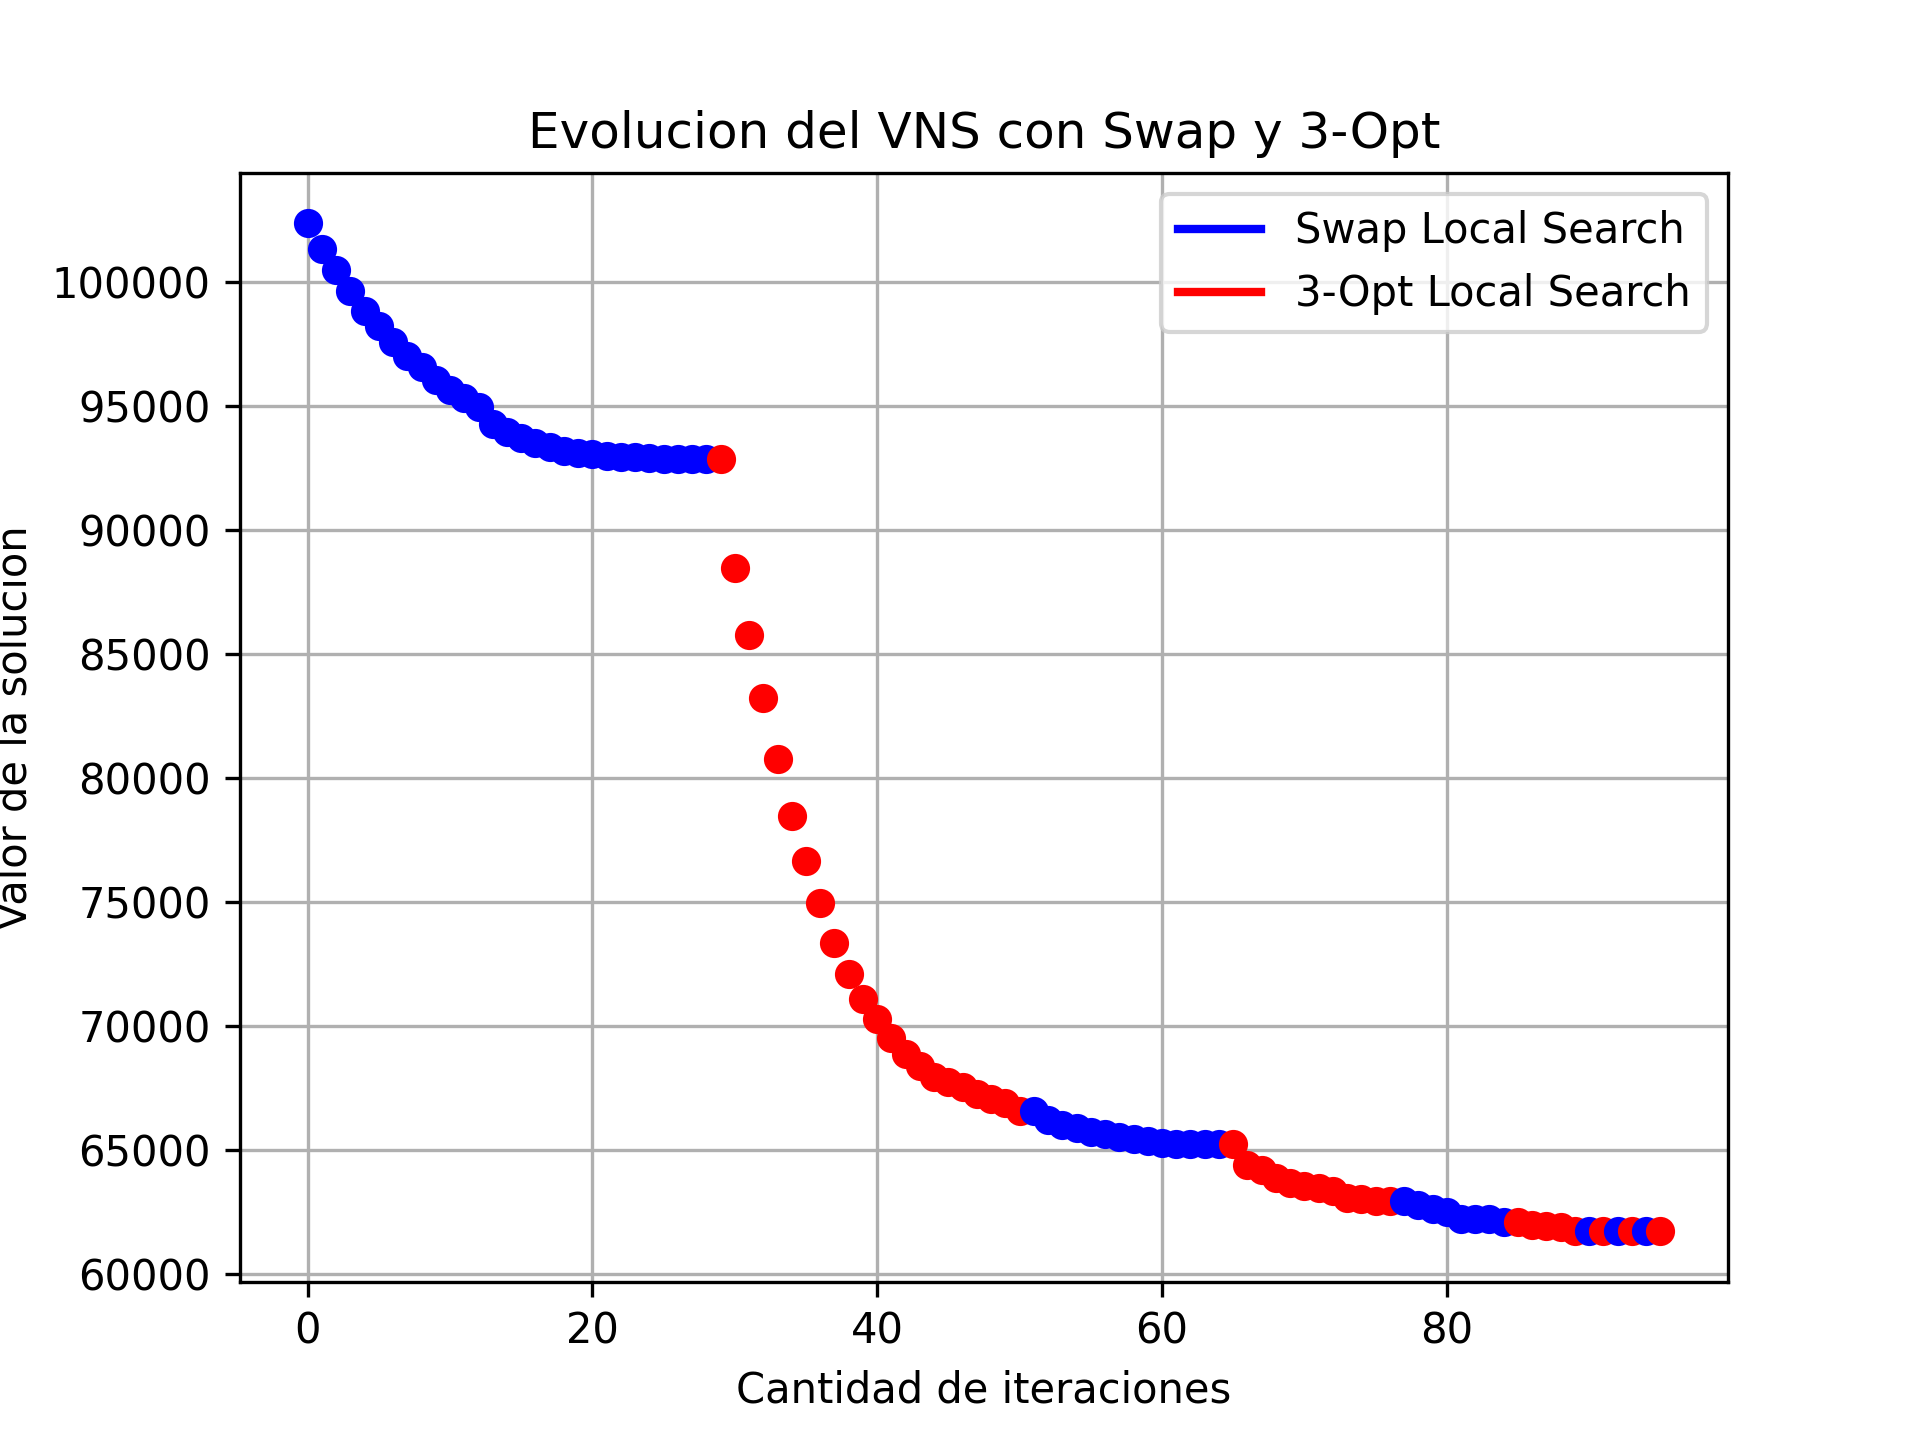 Evolucion del VNS con Swap y 3-Opt
Swap Local Search
3-Opt Local Search
100000
95000
90000
85000
80000
75000
70000
65000
60000
Valor de la solucion
0 20 40 60 80
Cantidad de iteraciones